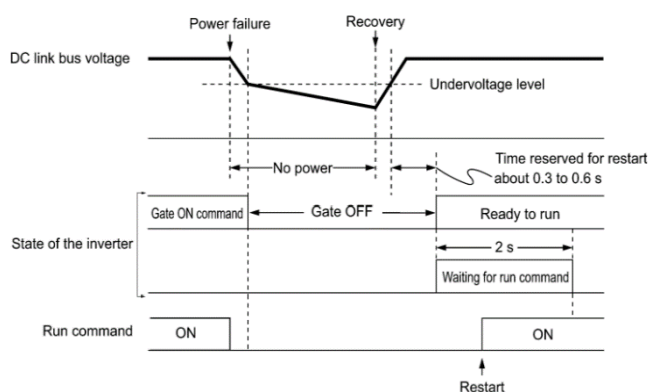 Power failure
Recovery
DC link bus voltage
Undervoltage level
No power
Time reserved for restart
about 0.3 to 0.6 s
Gate ON command
Gate OFF
Ready to run
State of the inverter
2 s
Waiting for run command
Run command
ON
ON
Restart